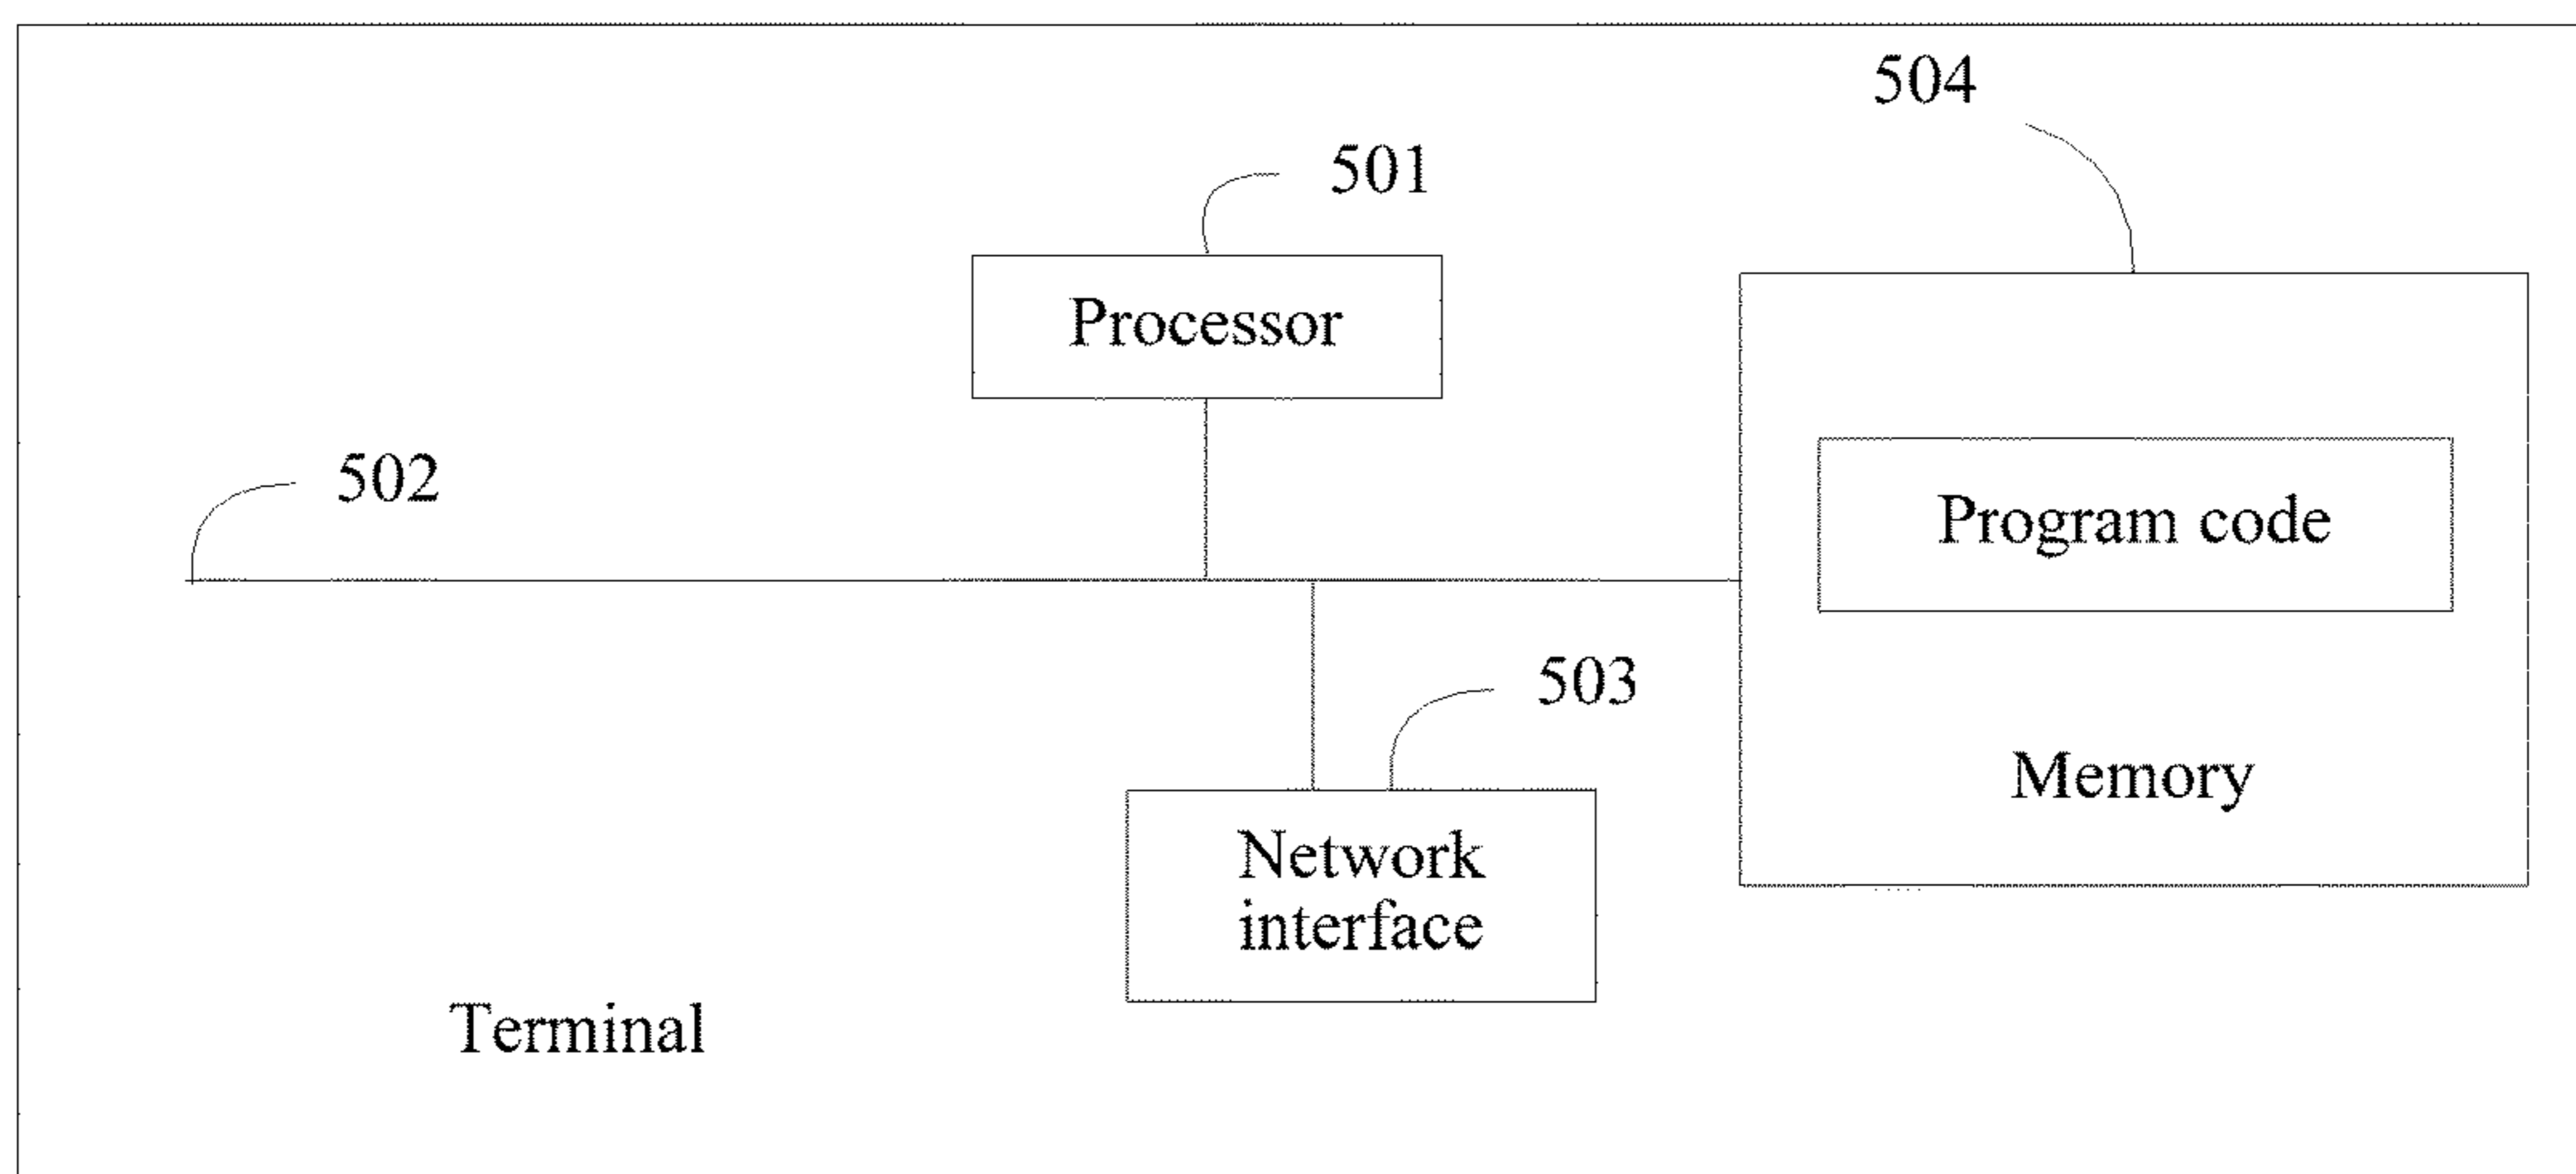 504
501
Processor
502
Program code
503
Memory
Network
interface
Terminal